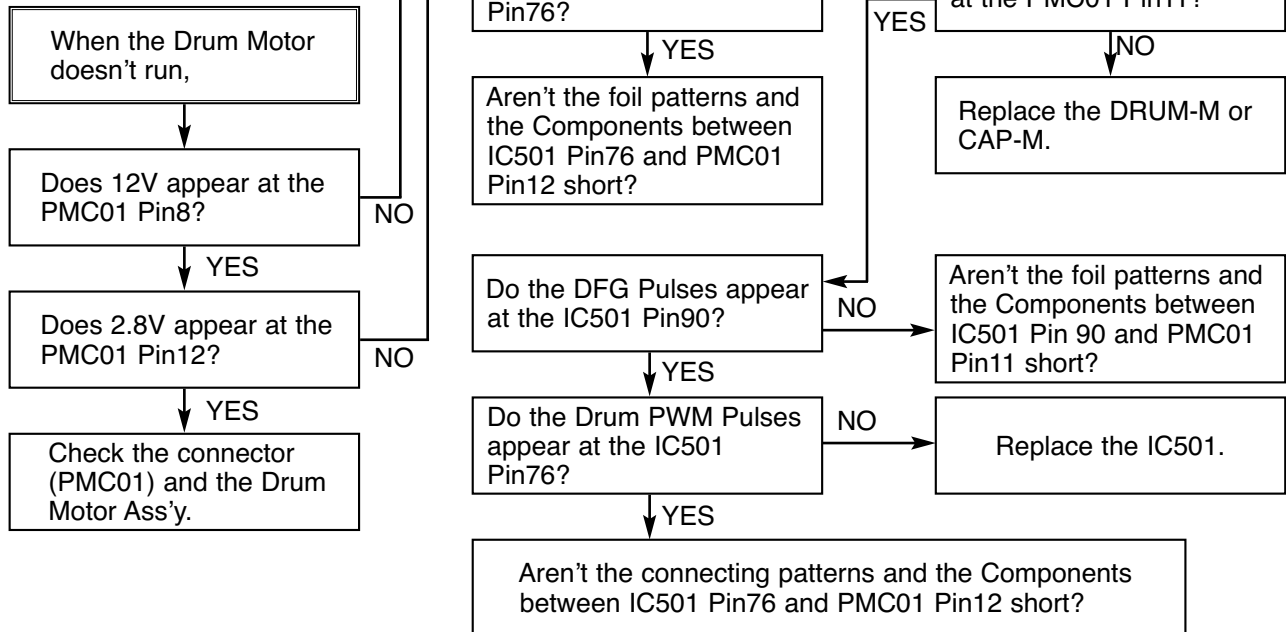 When the Drum Motor
doesn't run,
Does 12V appear at the
PMC01 Pin8?
NO
YES
Does 2.8V appear at the
PMC01 Pin12?
NO
YES
Check the connector
(PMC01) and the Drum
Motor Ass'y.
Pin76?
YES
Aren't the foil patterns and
the Components between
IC501 Pin76 and PMC01
Pin12 short?
YES
at the PMC01 Pin11?
NO
Replace the DRUM-M or
CAP-M.
Do the DFG Pulses appear
at the IC501 Pin90?
NO
Aren't the foil patterns and
the Components between
IC501 Pin 90 and PMC01
Pin11 short?
YES
Do the Drum PWM Pulses
appear at the IC501
Pin76?
NO
Replace the IC501.
YES
Aren't the connecting patterns and the Components
between IC501 Pin76 and PMC01 Pin12 short?